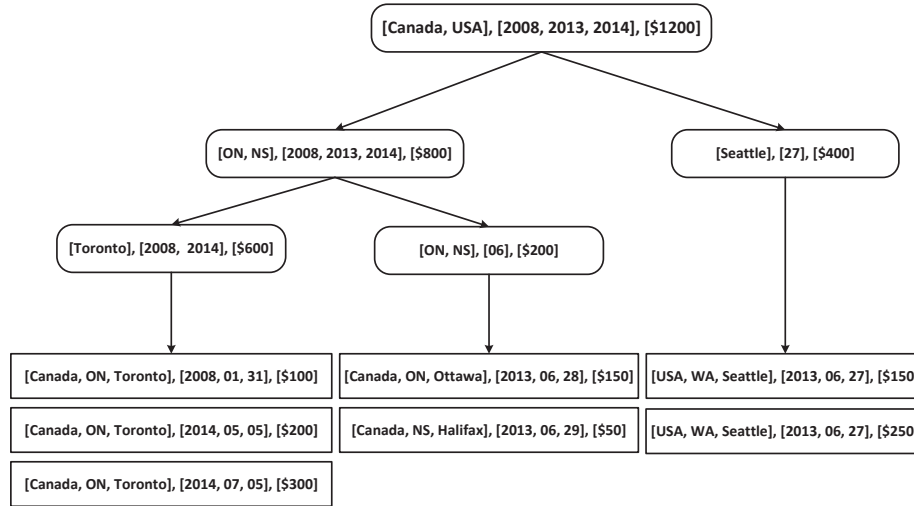 [Canada, USA], [2008, 2013, 2014], [$1200]
[ON, NS], [2008, 2013, 2014], [$800]
[Seattle], [27], [$400]
[Toronto], [2008, 2014], [$600]
[ON, NS], [06], [$200]
[Canada, ON, Toronto], [2008, 01, 31], [$100]
[Canada, ON, Ottawa], [2013, 06, 28], [$150]
[USA, WA, Seattle], [2013, 06, 27], [$150
[Canada, ON, Toronto], [2014, 05, 05], [$200]
[Canada, NS, Halifax], [2013, 06, 29], [$50]
[USA, WA, Seattle], [2013, 06, 27], [$250
[Canada, ON, Toronto], [2014, 07, 05], [$300]